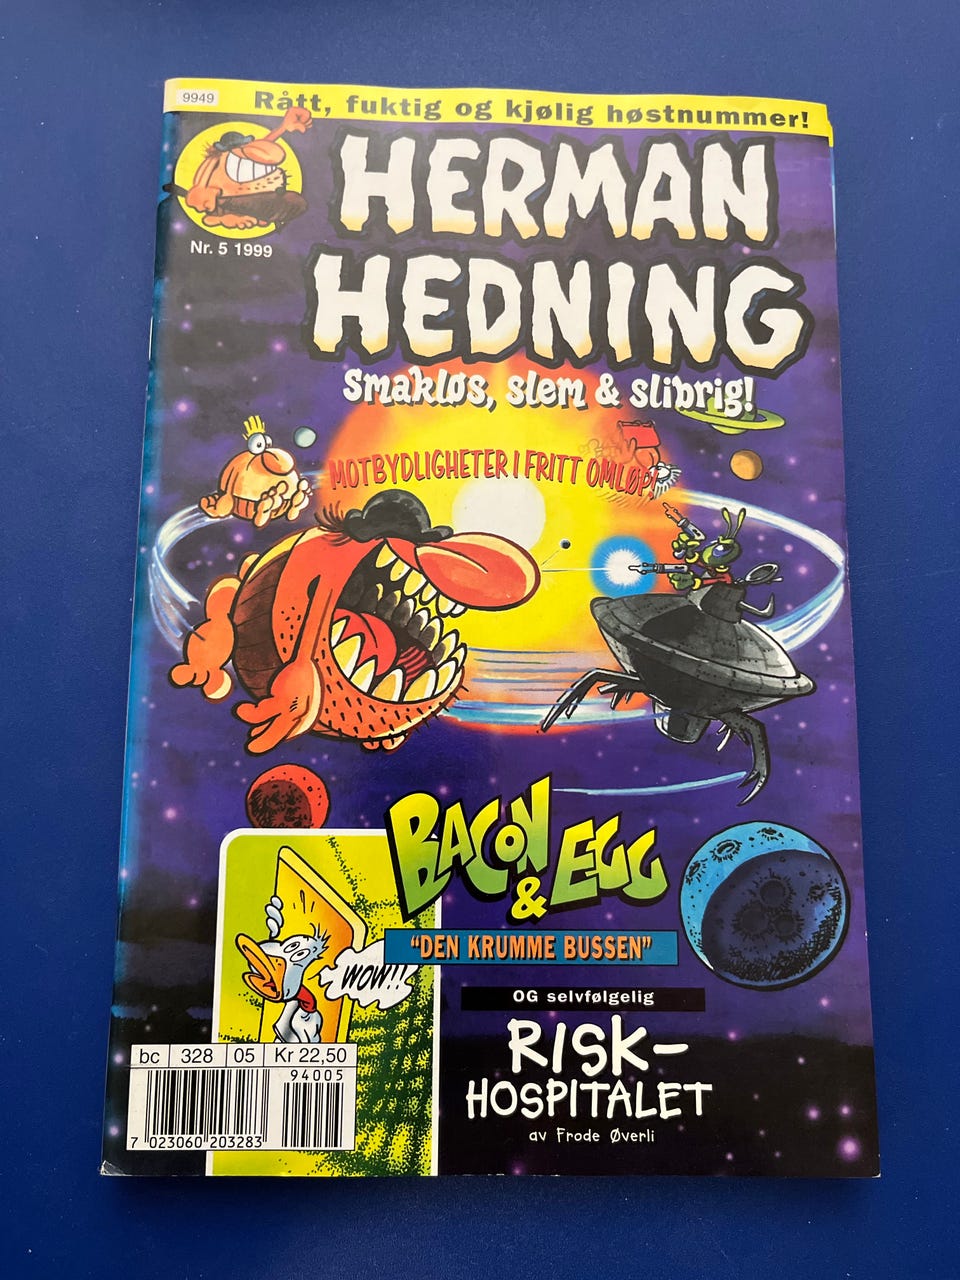 9949
Rått, fuktig og kjølig høstnummer!
Nr. 5 1999
HERMAN
HEDNING
Smakløs, slem & slibrig!
MOTBYDLIGHETER I FRITT OMLØP!
BACON
& EGG
"DEN KRUMME BUSSEN"
WOW!!
OG selvfølgelig
RISK-
HOSPITALET
av Frode Øverli
bc 328 05 Kr 22,50
94005
7 023060 203283